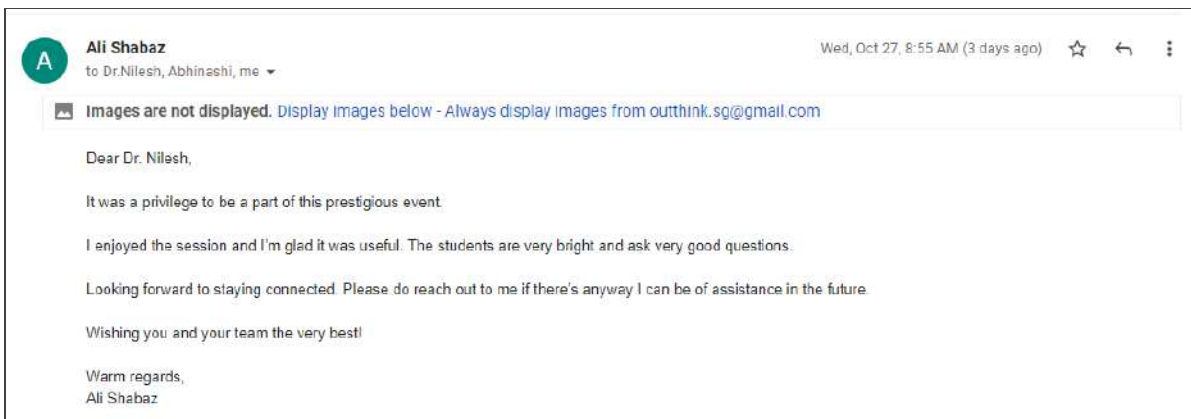 A
Ali Shabaz
Wed, Oct 27, 8:55 AM (3 days ago)
to Dr.Nilesh, Abhinashi, me
Images are not displayed. Display images below - Always display images from outthink.sg@gmail.com
Dear Dr. Nilesh,
It was a privilege to be a part of this prestigious event.
I enjoyed the session and I'm glad it was useful. The students are very bright and ask very good questions.
Looking forward to staying connected. Please do reach out to me if there's anyway I can be of assistance in the future.
Wishing you and your team the very best!
Warm regards,
Ali Shabaz